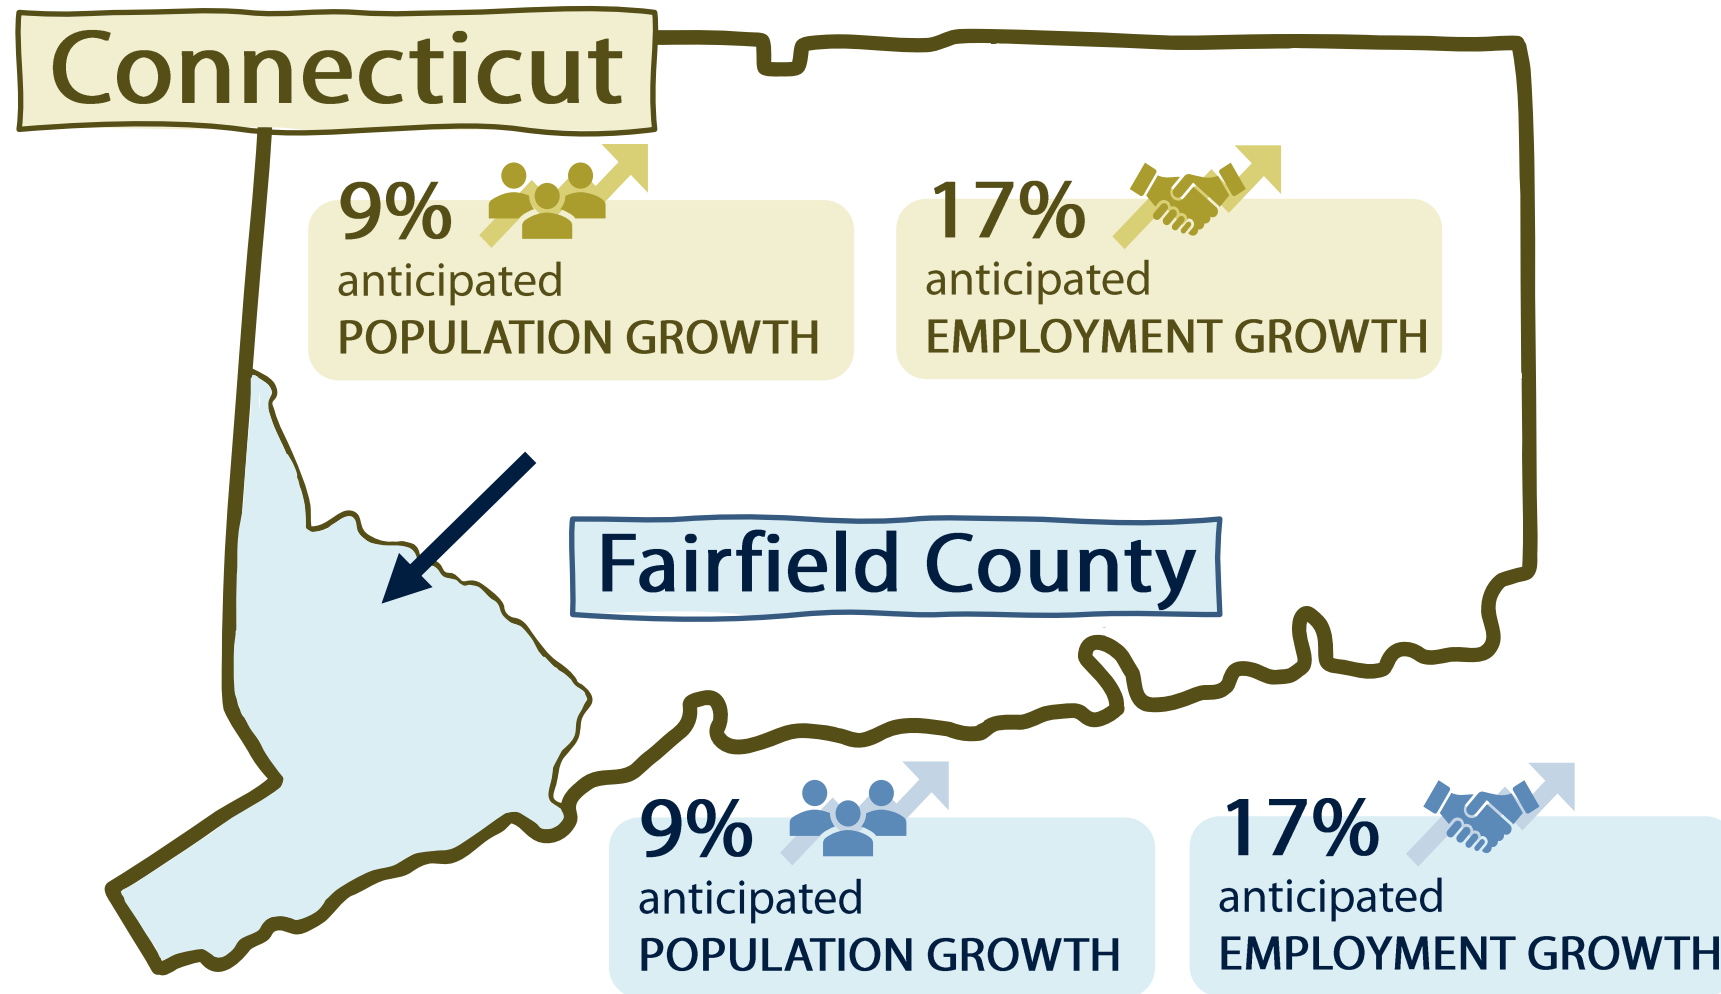 Connecticut
9%
anticipated
POPULATION GROWTH
17%
anticipated
EMPLOYMENT GROWTH
Fairfield County
9%
anticipated
POPULATION GROWTH
17%
anticipated
EMPLOYMENT GROWTH